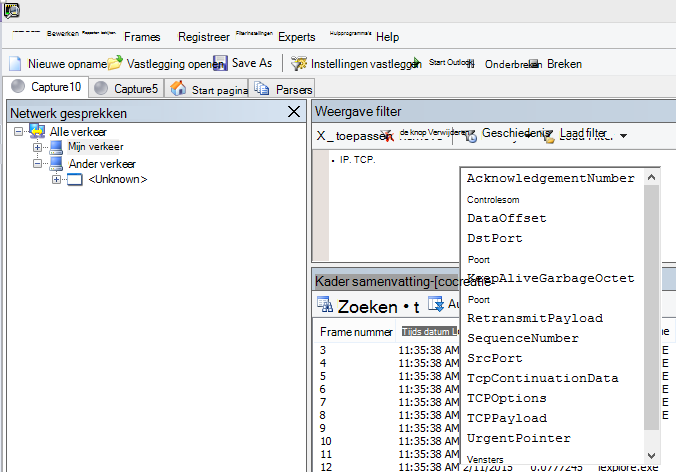 Bewerken Frames Registreer Filterinstellingen Experts Hulpprogramma's Help
Nieuwe opname Vastlegging openen Save As Instellingen vastleggen Start Outlook Onderbreken Breken
Capture10 Capture5 Start pagina Parsers
Netwerk gesprekken
Alle verkeer
Mijn verkeer
Ander verkeer
<Unknown>
Weergave filter
X_toepassen de knop Verwijderen Geschiedenis Laad filter
• IP. TCP.
AcknowledgementNumber
Controlesom
DataOffset
DstPort
Poort
KeepAliveGarbageOctet
Poort
RetransmitPayload
SequenceNumber
SrcPort
TcpContinuationData
TCPOptions
TCPPayload
UrgentPointer
Vensters
Kader samenvatting-[cocreatie-
Zoeken • t Au
Frame nummer Tijds datum L ne
3 11:35:38 AM E
4 11:35:38 AM E
5 11:35:38 AM E
6 11:35:38 AM E
7 11:35:38 AM E
8 11:35:38 AM E
9 11:35:38 AM
10 11:35:38 AM
11 11:35:38 AM
12 11:35:38 AM 2/11/2015 0.0777245 iexplore.exe